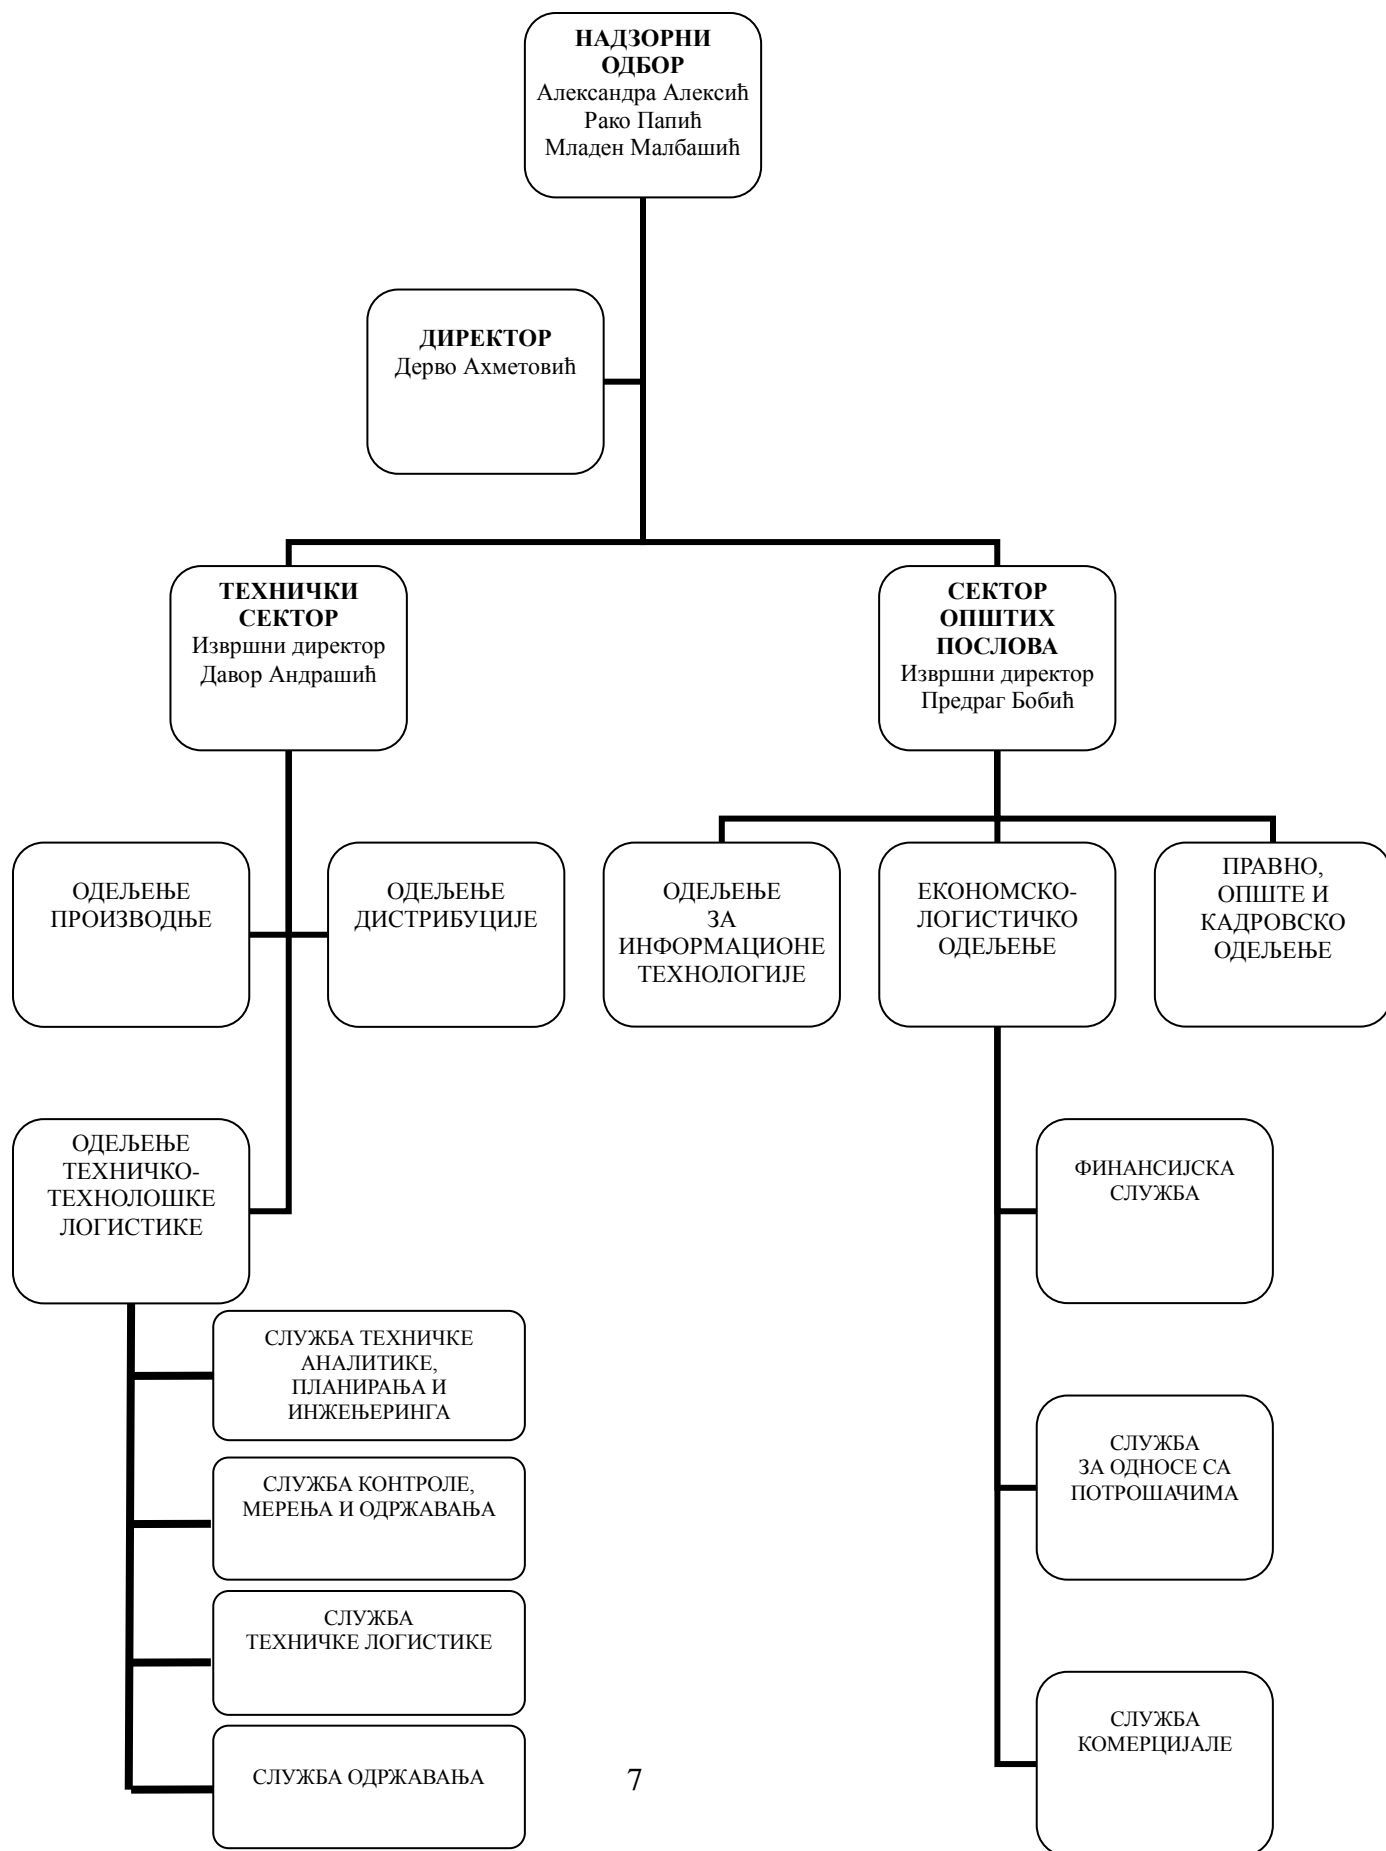 НАДЗОРНИ
ОДБОР
Александра Алексић
Рако Папић
Младен Малбашић
ДИРЕКТОР
Дерво Ахметовић
ТЕХНИЧКИ
СЕКТОР
Извршни директор
Давор Андрашић
СЕКТОР
ОПШТИХ
ПОСЛОВА
Извршни директор
Предраг Бобић
ОДЕЉЕЊЕ
ПРОИЗВОДЊЕ
ОДЕЉЕЊЕ
ДИСТРИБУЦИЈЕ
ОДЕЉЕЊЕ
ЗА
ИНФОРМАЦИОНЕ
ТЕХНОЛОГИЈЕ
ЕКОНОМСКО-
ЛОГИСТИЧКО
ОДЕЉЕЊЕ
ПРАВНО,
ОПШТЕ И
КАДРОВСКО
ОДЕЉЕЊЕ
ОДЕЉЕЊЕ
ТЕХНИЧКО-
ТЕХНОЛОШКЕ
ЛОГИСТИКЕ
ФИНАНСИЈСКА
СЛУЖБА
СЛУЖБА ТЕХНИЧКЕ
АНАЛИТИКЕ,
ПЛАНИРАЊА И
ИНЖЕЊЕРИНГА
СЛУЖБА
ЗА ОДНОСЕ СА
ПОТРОШАЧИМА
СЛУЖБА КОНТРОЛЕ,
МЕРЕЊА И ОДРЖАВАЊА
СЛУЖБА
ТЕХНИЧКЕ ЛОГИСТИКЕ
СЛУЖБА
КОМЕРЦИЈАЛЕ
СЛУЖБА ОДРЖАВАЊА
7